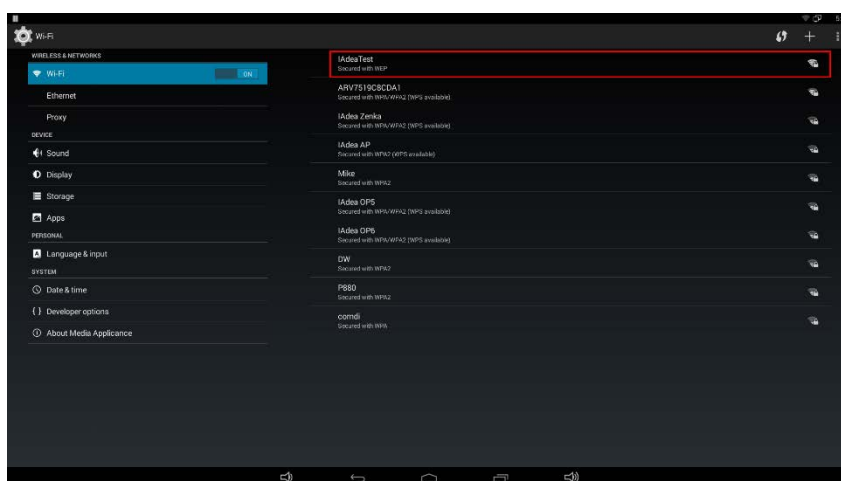 5
Wi-Fi
WIRELESS & NETWORKS
Wi-Fi ON
Ethernet
Proxy
DEVICE
Sound
Display
Storage
Apps
PERSONAL
A Language & input
SYSTEM
Date & time
{ } Developer options
About Media Applicance
IAdeaTest
Secured with WEP
ARV7519C8CDA1
Secured with WPA/WPA2 (WPS available)
IAdea Zenka
Secured with WPA/WPA2 (WPS available)
IAdea AP
Secured with WPA2 (WPS available)
Mike
Secured with WPA2
IAdea OPS
Secured with WPA/WPA2 (WPS available)
IAdea OP6
Secured with WPA/WPA2 (WPS available)
DW
Secured with WPA2
P880
Secured with WPA2
comdi
Secured with WPA